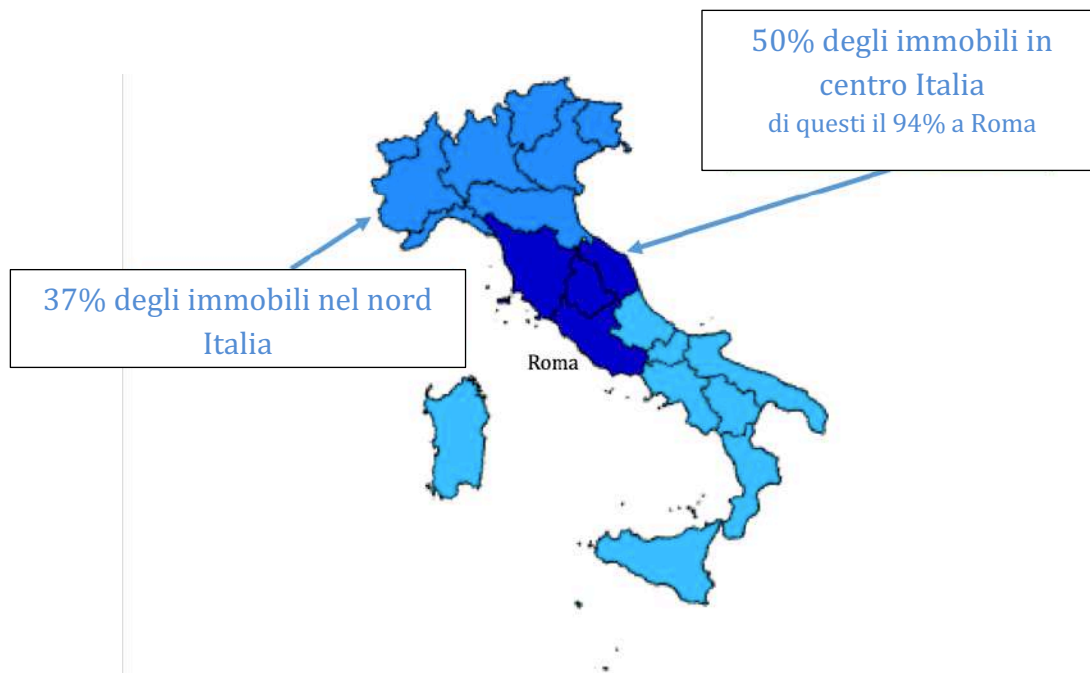 50% degli immobili in
centro Italia
di questi il 94% a Roma
37% degli immobili nel nord
Italia
Roma